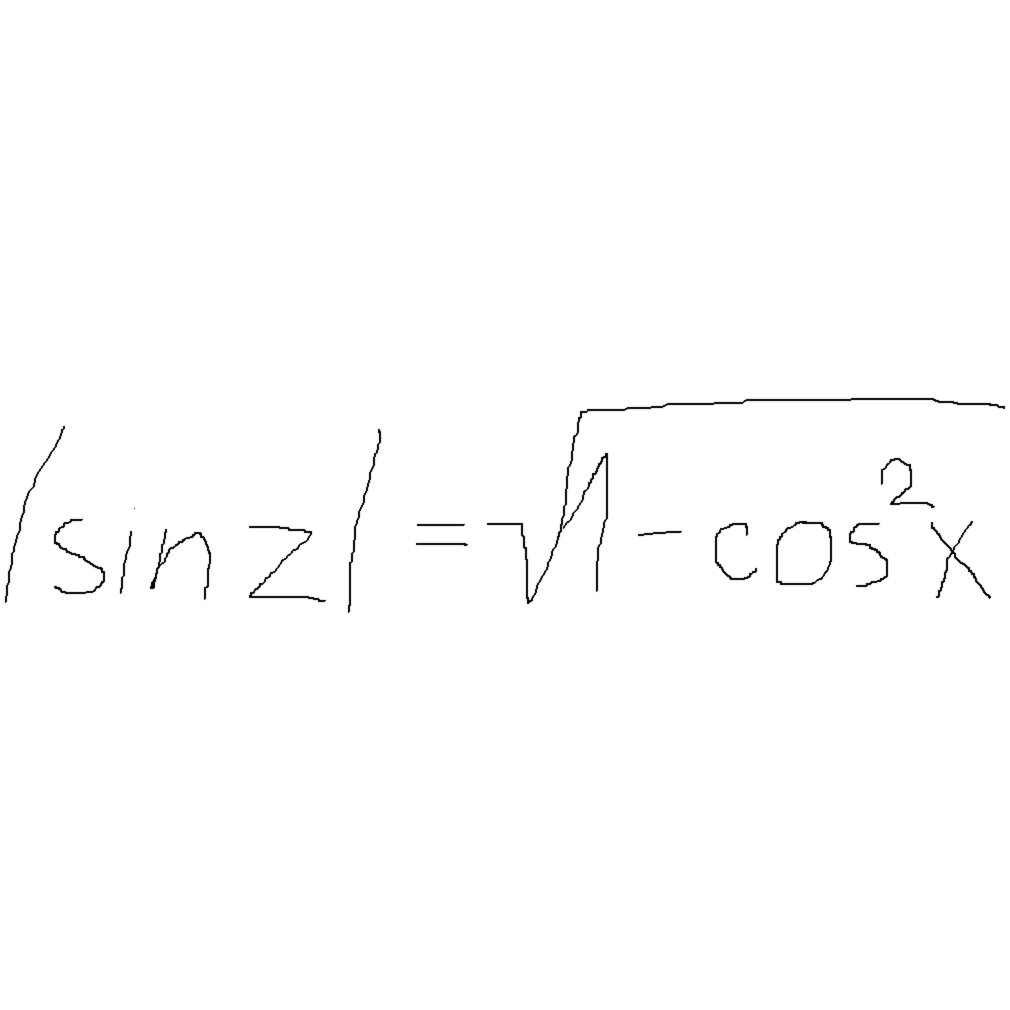 |sin z| = √(1 - cos²x)